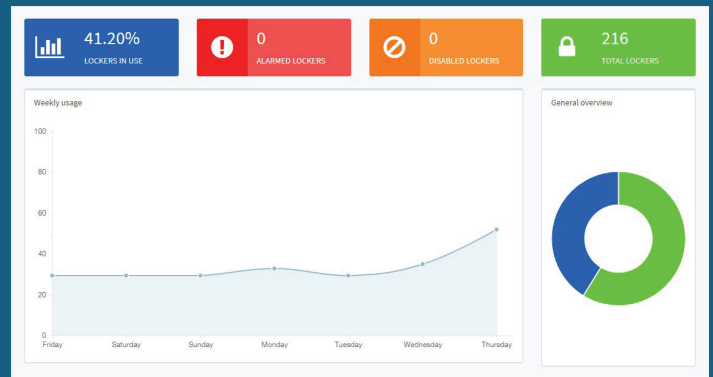 41.20%
LOCKERS IN USE
0
ALARMED LOCKERS
0
DISABLED LOCKERS
216
TOTAL LOCKERS
Weekly usage
100
80
60
40
20
0
Friday Saturday Sunday Monday Tuesday Wednesday Thursday
General overview